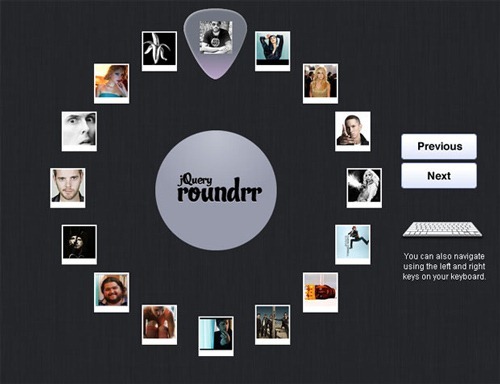 jQuery
roundrr
Previous
Next
You can also navigate
using the left and right
keys on your keyboard.